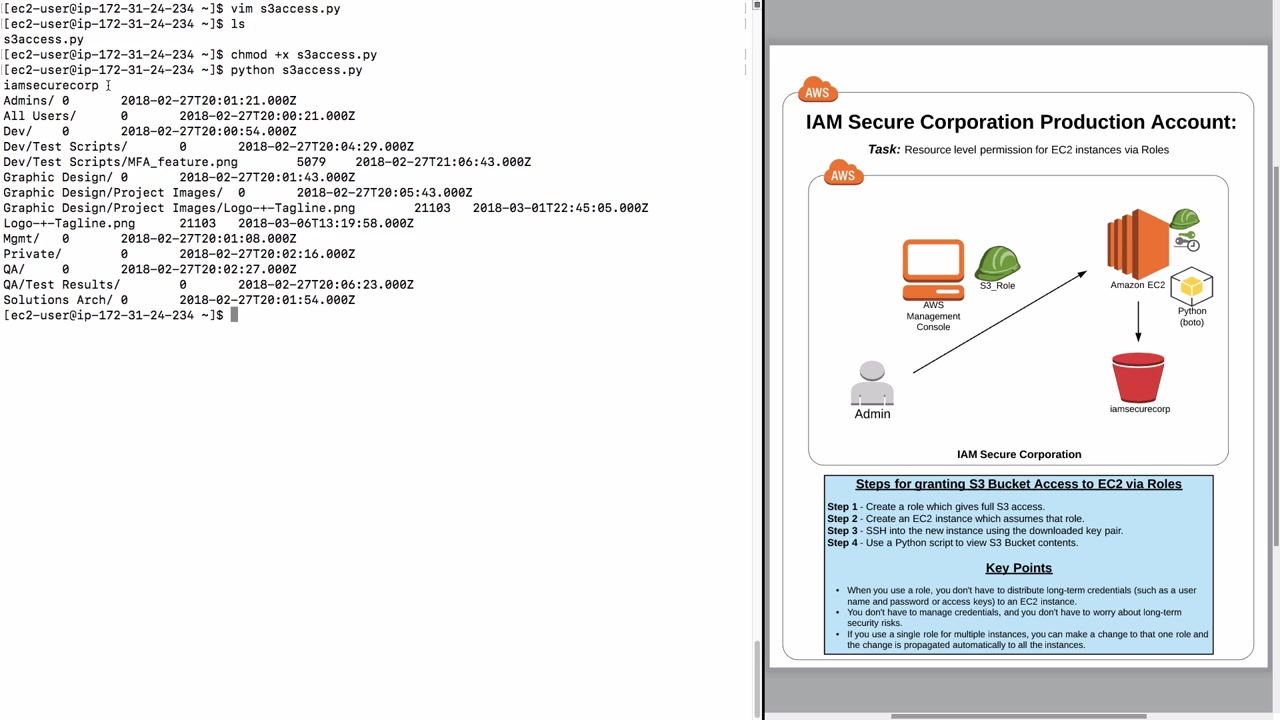 [ec2-user@ip-172-31-24-234 ~]$ vim s3access.py
[ec2-user@ip-172-31-24-234 ~]$ ls
s3access.py
[ec2-user@ip-172-31-24-234 ~]$ chmod +x s3access.py
[ec2-user@ip-172-31-24-234 ~]$ python s3access.py
iamsecurecorp
Admins/ 0 2018-02-27T20:01:21.000Z
All Users/ 0 2018-02-27T20:00:21.000Z
Dev/ 0 2018-02-27T20:00:54.000Z
Dev/Test Scripts/ 0 2018-02-27T20:04:29.000Z
Dev/Test Scripts/MFA_feature.png 5079 2018-02-27T21:06:43.000Z
Graphic Design/ 0 2018-02-27T20:01:43.000Z
Graphic Design/Project Images/ 0 2018-02-27T20:05:43.000Z
Graphic Design/Project Images/Logo-+-Tagline.png 21103 2018-03-01T22:45:05.000Z
Logo-+-Tagline.png 21103 2018-03-06T13:19:58.000Z
Mgmt/ 0 2018-02-27T20:01:08.000Z
Private/ 0 2018-02-27T20:02:16.000Z
QA/ 0 2018-02-27T20:02:27.000Z
QA/Test Results/ 0 2018-02-27T20:06:23.000Z
Solutions Arch/ 0 2018-02-27T20:01:54.000Z
[ec2-user@ip-172-31-24-234 ~]$
AWS
IAM Secure Corporation Production Account:
Task: Resource level permission for EC2 instances via Roles
AWS
S3_Role
AWS
Management
Console
Amazon EC2
Python
(boto)
Admin
iamsecurecorp
IAM Secure Corporation
Steps for granting S3 Bucket Access to EC2 via Roles
Step 1 - Create a role which gives full S3 access.
Step 2 - Create an EC2 instance which assumes that role.
Step 3 - SSH into the new instance using the downloaded key pair.
Step 4 - Use a Python script to view S3 Bucket contents.
Key Points
• When you use a role, you don't have to distribute long-term credentials (such as a user
name and password or access keys) to an EC2 instance.
• You don't have to manage credentials, and you don't have to worry about long-term
security risks.
• If you use a single role for multiple instances, you can make a change to that one role and
the change is propagated automatically to all the instances.